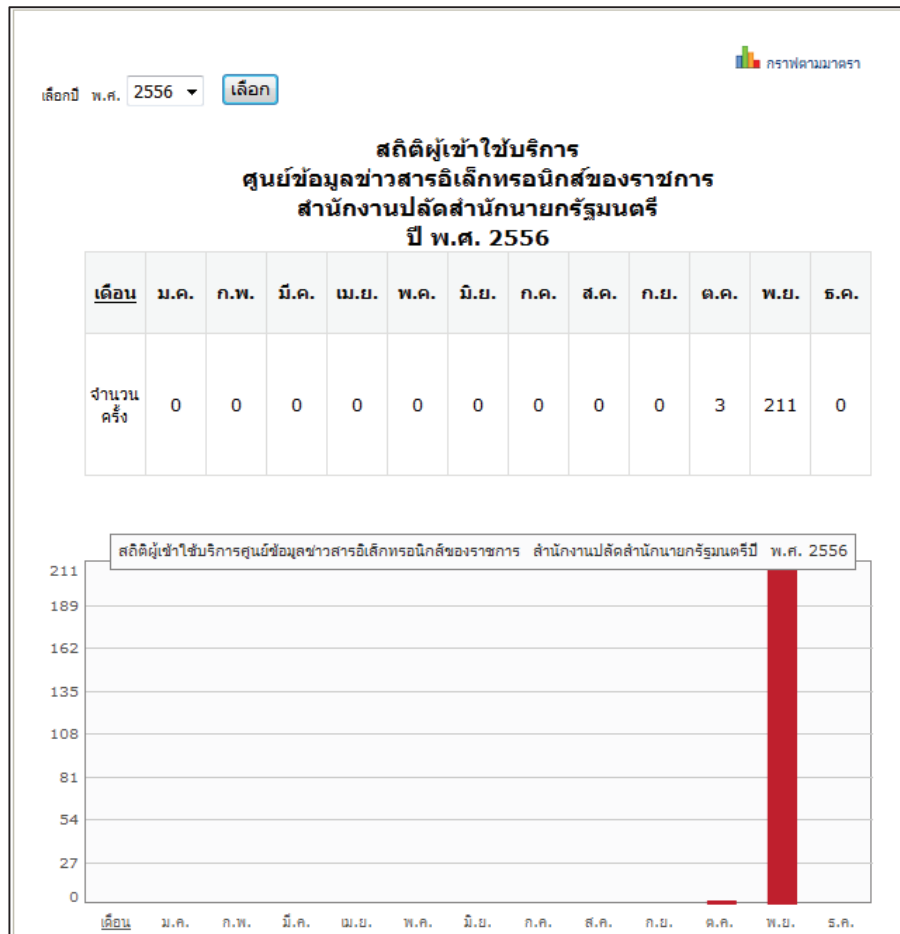 กราฟตามมาตรา
เลือกปี พ.ศ. 2556 เลือก
สถิติผู้เข้าใช้บริการ
ศูนย์ข้อมูลข่าวสารอิเล็กทรอนิกส์ของราชการ
สำนักงานปลัดสำนักนายกรัฐมนตรี
ปี พ.ศ. 2556
เดือน ม.ค. ก.พ. มี.ค. เม.ย. พ.ค. มิ.ย. ก.ค. ส.ค. ก.ย. ต.ค. พ.ย. ธ.ค.
จำนวน
ครั้ง 0 0 0 0 0 0 0 0 0 3 211 0
สถิติผู้เข้าใช้บริการศูนย์ข้อมูลข่าวสารอิเล็กทรอนิกส์ของราชการ สำนักงานปลัดสำนักนายกรัฐมนตรีปี พ.ศ. 2556
211
189
162
135
108
81
54
27
0
เดือน ม.ค. ก.พ. มี.ค. เม.ย. พ.ค. มิ.ย. ก.ค. ส.ค. ก.ย. ต.ค. พ.ย. ธ.ค.